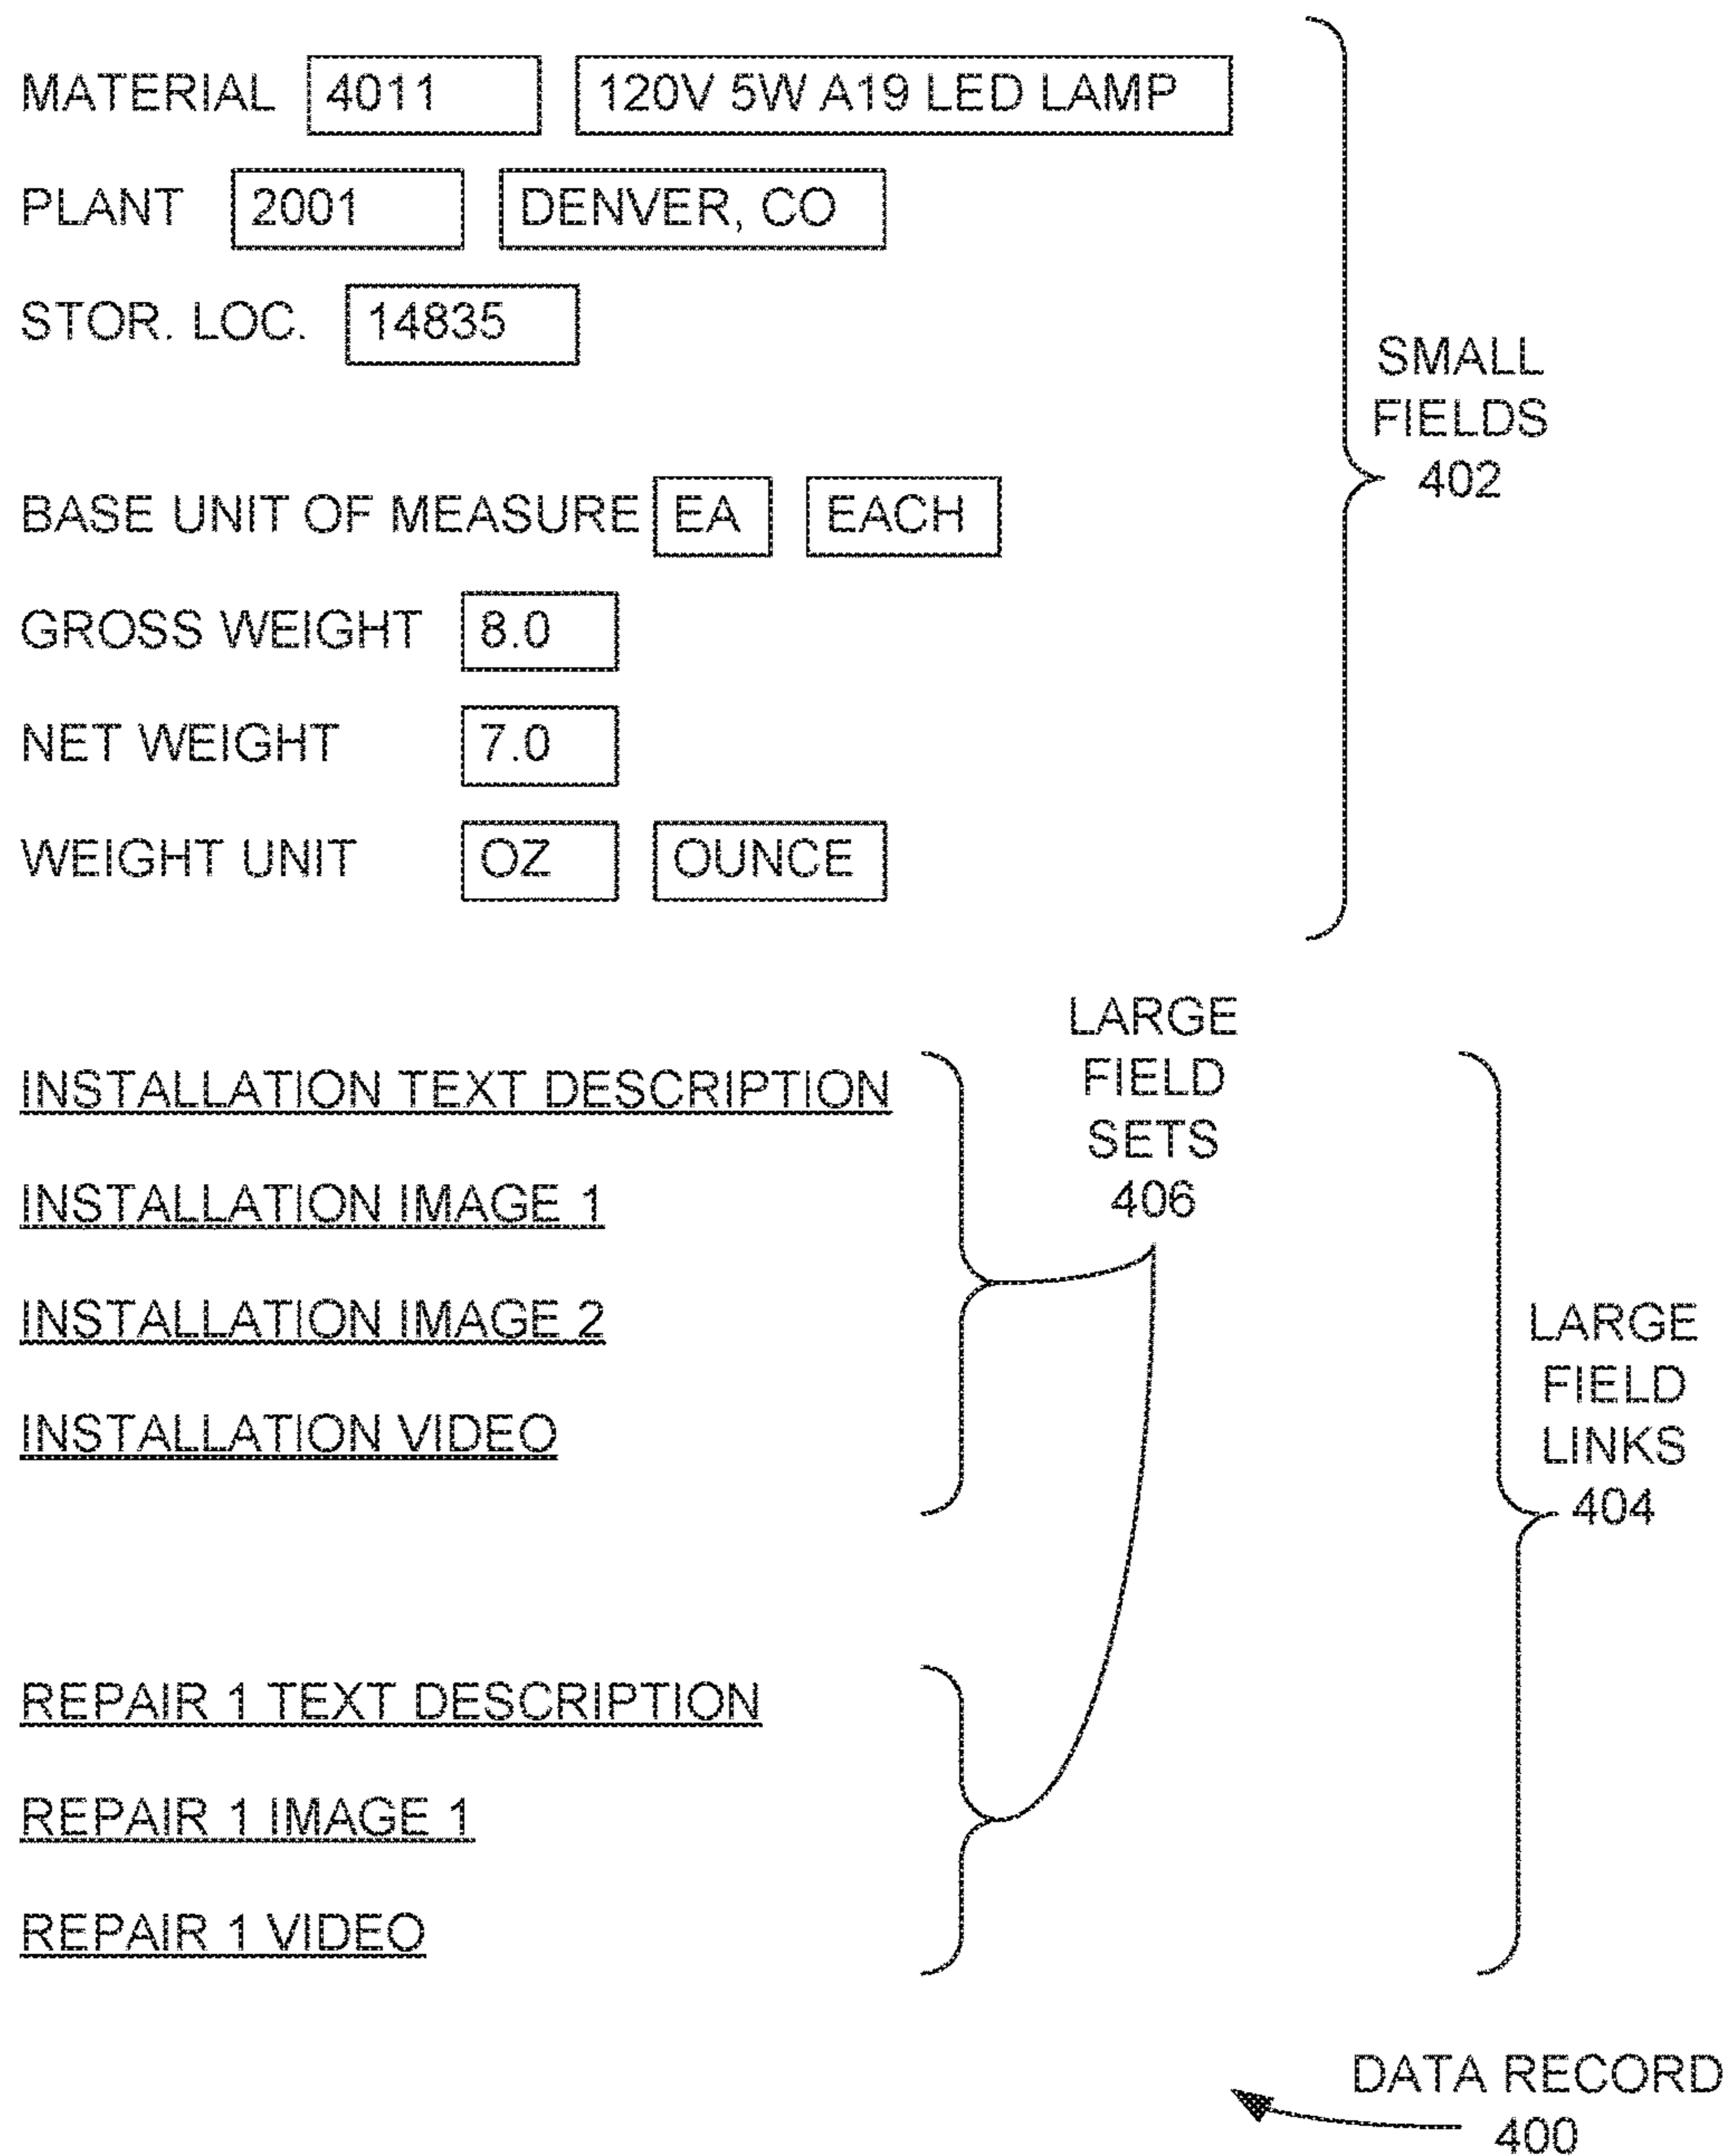 MATERIAL 4011 120V 5W A19 LED LAMP
PLANT 2001 DENVER, CO
STOR. LOC. 14835
SMALL
FIELDS
402
BASE UNIT OF MEASURE EA EACH
GROSS WEIGHT 8.0
NET WEIGHT 7.0
WEIGHT UNIT OZ OUNCE
LARGE
FIELD
SETS
406
INSTALLATION TEXT DESCRIPTION
INSTALLATION IMAGE 1
INSTALLATION IMAGE 2
INSTALLATION VIDEO
LARGE
FIELD
LINKS
404
REPAIR 1 TEXT DESCRIPTION
REPAIR 1 IMAGE 1
REPAIR 1 VIDEO
DATA RECORD
400